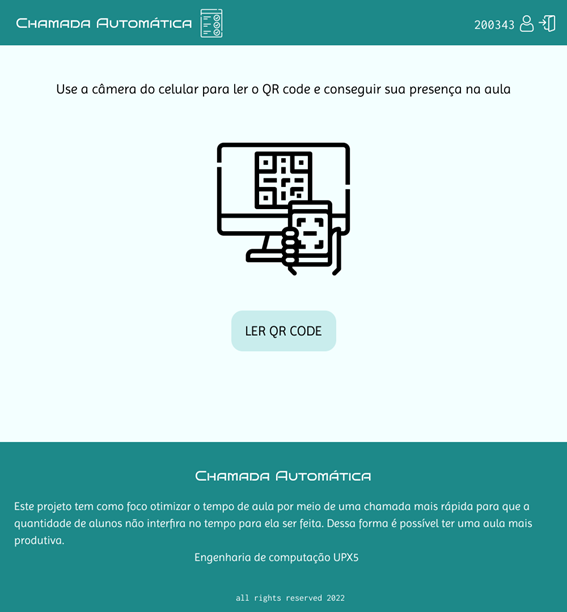 Chamada Automática
200343
Use a câmera do celular para ler o QR code e conseguir sua presença na aula
LER QR CODE
Chamada Automática
Este projeto tem como foco otimizar o tempo de aula por meio de uma chamada mais rápida para que a
quantidade de alunos não interfira no tempo para ela ser feita. Dessa forma é possível ter uma aula mais
produtiva.
Engenharia de computação UPX5
all rights reserved 2022